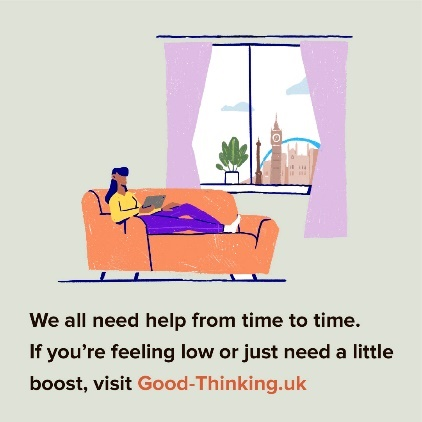 We all need help from time to time.
If you’re feeling low or just need a little
boost, visit Good-Thinking.uk